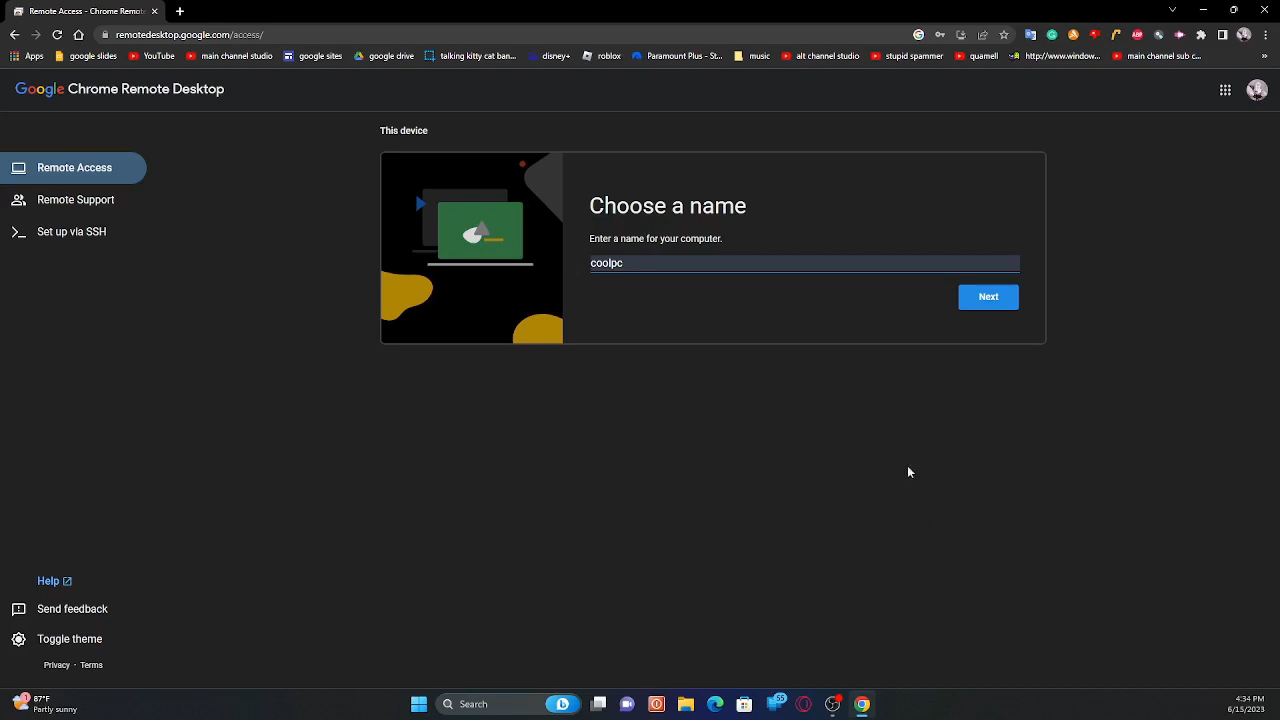 Remote Access - Chrome Remote
remotedesktop.google.com/access/
Apps
google slides
YouTube
main channel studio
google sites
google drive
talking kitty cat ban...
disney+
roblox
Paramount Plus – St...
music
alt channel studio
stupid spammer
quamell
http://www.window...
main channel sub c...
»
Google Chrome Remote Desktop
Remote Access
Remote Support
Set up via SSH
This device
Choose a name
Enter a name for your computer.
coolpc
Next
Help
Send feedback
Toggle theme
Privacy · Terms
87°F
Partly sunny
Search
55
4:34 PM
6/15/2023